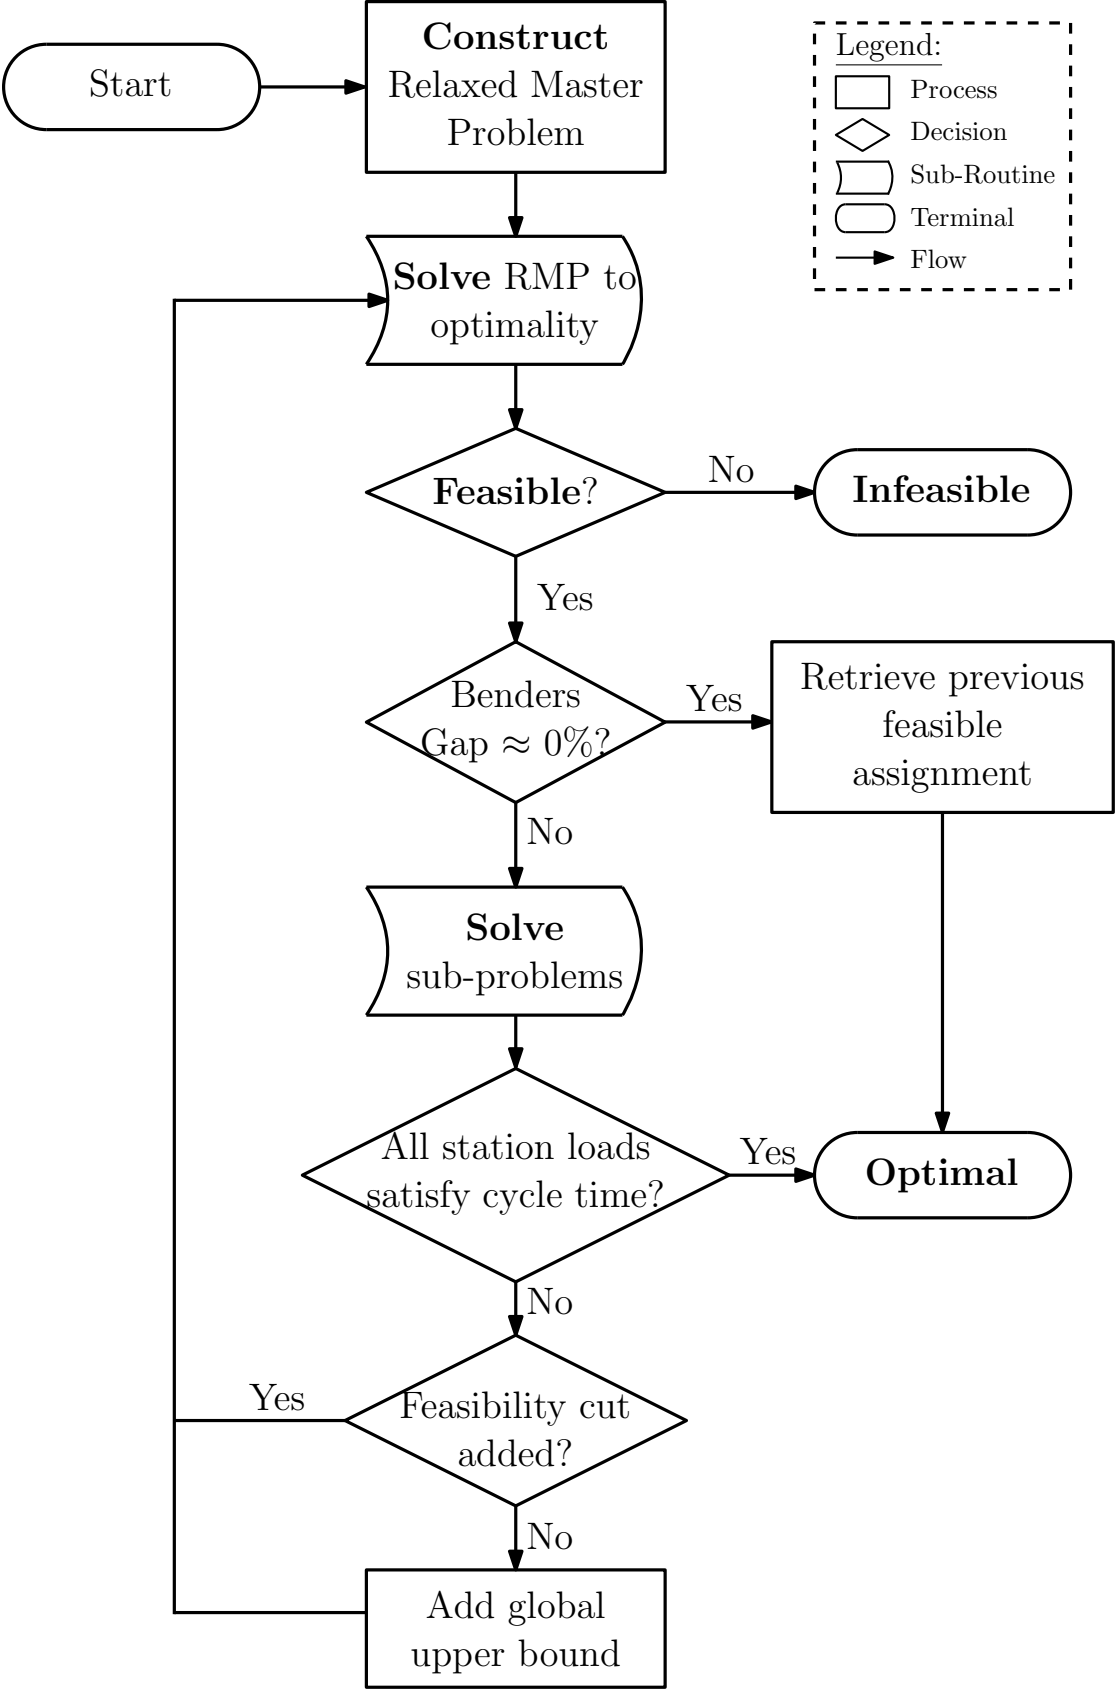 Start
Construct
Relaxed Master
Problem
Legend:
Process
Decision
Sub-Routine
Terminal
Flow
Solve RMP to
optimality
Feasible?
No
Infeasible
Yes
Benders
Gap ≈ 0%?
Yes
Retrieve previous
feasible
assignment
No
Solve
sub-problems
All station loads
satisfy cycle time?
Yes
Optimal
No
Feasibility cut
added?
Yes
No
Add global
upper bound